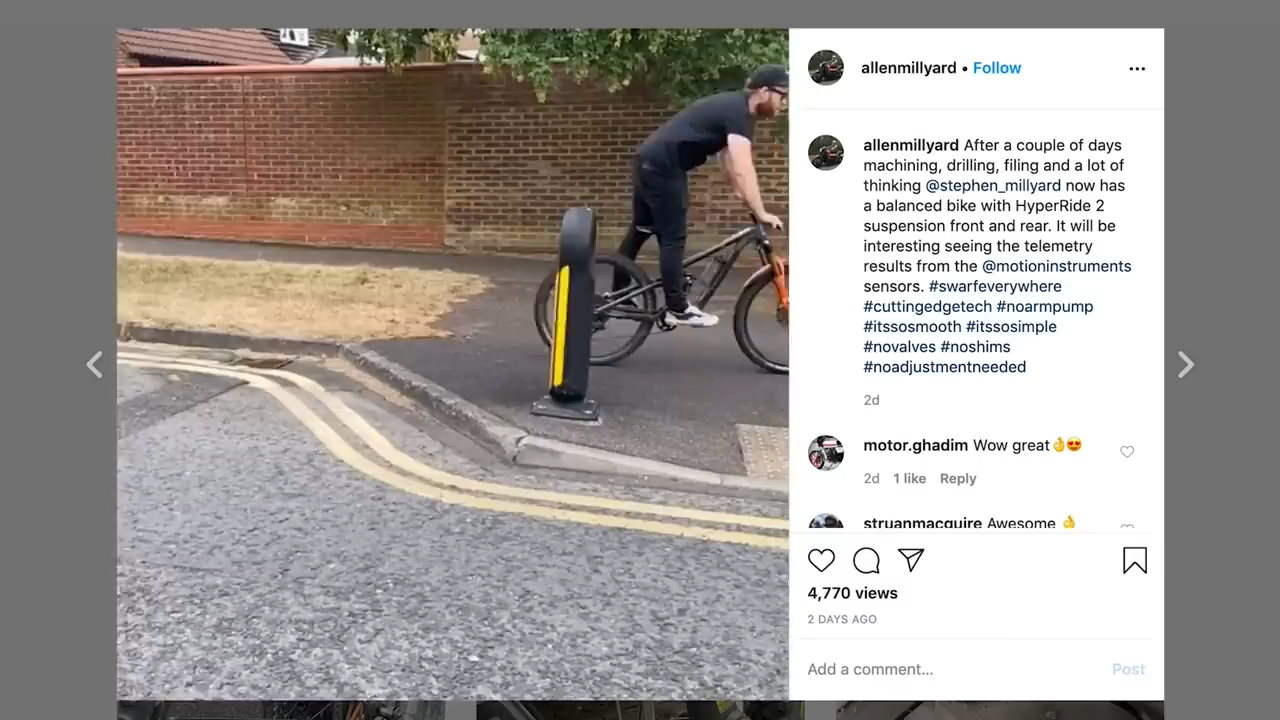 allenmillyard • Follow
allenmillyard After a couple of days
machining, drilling, filing and a lot of
thinking @stephen_millyard now has
a balanced bike with HyperRide 2
suspension front and rear. It will be
interesting seeing the telemetry
results from the @motioninstruments
sensors. #swarfeverywhere
#cuttingedgetech #noarmpump
#itssosmooth #itssosimple
#novalves #noshims
#noadjustmentneeded
2d
motor.ghadim Wow great👌😍
2d 1 like Reply
struanmacguire Awesome 👌
4,770 views
2 DAYS AGO
Add a comment... Post